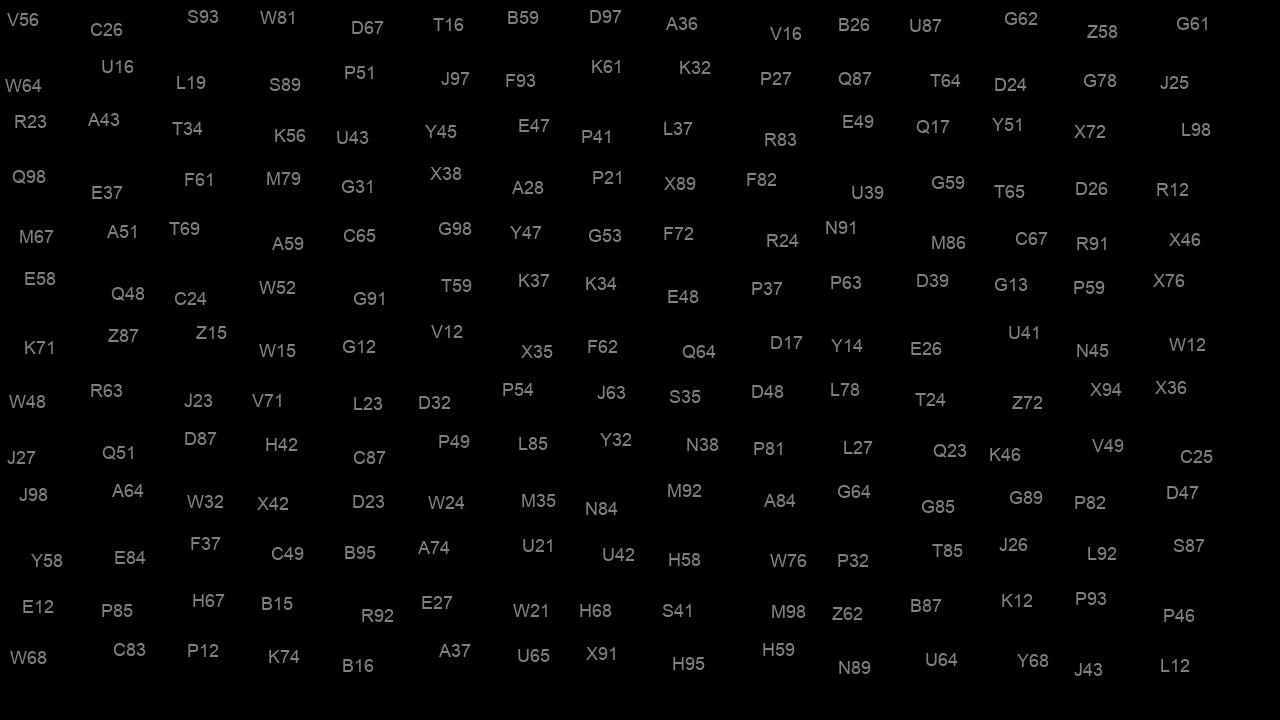 V56 C26 S93 W81 D67 T16 B59 D97 A36 V16 B26 U87 G62 Z58 G61
W64 U16 L19 S89 P51 J97 F93 K61 K32 P27 Q87 T64 D24 G78 J25
R23 A43 T34 K56 U43 Y45 E47 P41 L37 R83 E49 Q17 Y51 X72 L98
Q98 E37 F61 M79 G31 X38 A28 P21 X89 F82 U39 G59 T65 D26 R12
M67 A51 T69 A59 C65 G98 Y47 G53 F72 R24 N91 M86 C67 R91 X46
E58 Q48 C24 W52 G91 T59 K37 K34 E48 P37 P63 D39 G13 P59 X76
K71 Z87 Z15 W15 G12 V12 X35 F62 Q64 D17 Y14 E26 U41 N45 W12
W48 R63 J23 V71 L23 D32 P54 J63 S35 D48 L78 T24 Z72 X94 X36
J27 Q51 D87 H42 C87 P49 L85 Y32 N38 P81 L27 Q23 K46 V49 C25
J98 A64 W32 X42 D23 W24 M35 N84 M92 A84 G64 G85 G89 P82 D47
Y58 E84 F37 C49 B95 A74 U21 U42 H58 W76 P32 T85 J26 L92 S87
E12 P85 H67 B15 R92 E27 W21 H68 S41 M98 Z62 B87 K12 P93 P46
W68 C83 P12 K74 B16 A37 U65 X91 H95 H59 N89 U64 Y68 J43 L12